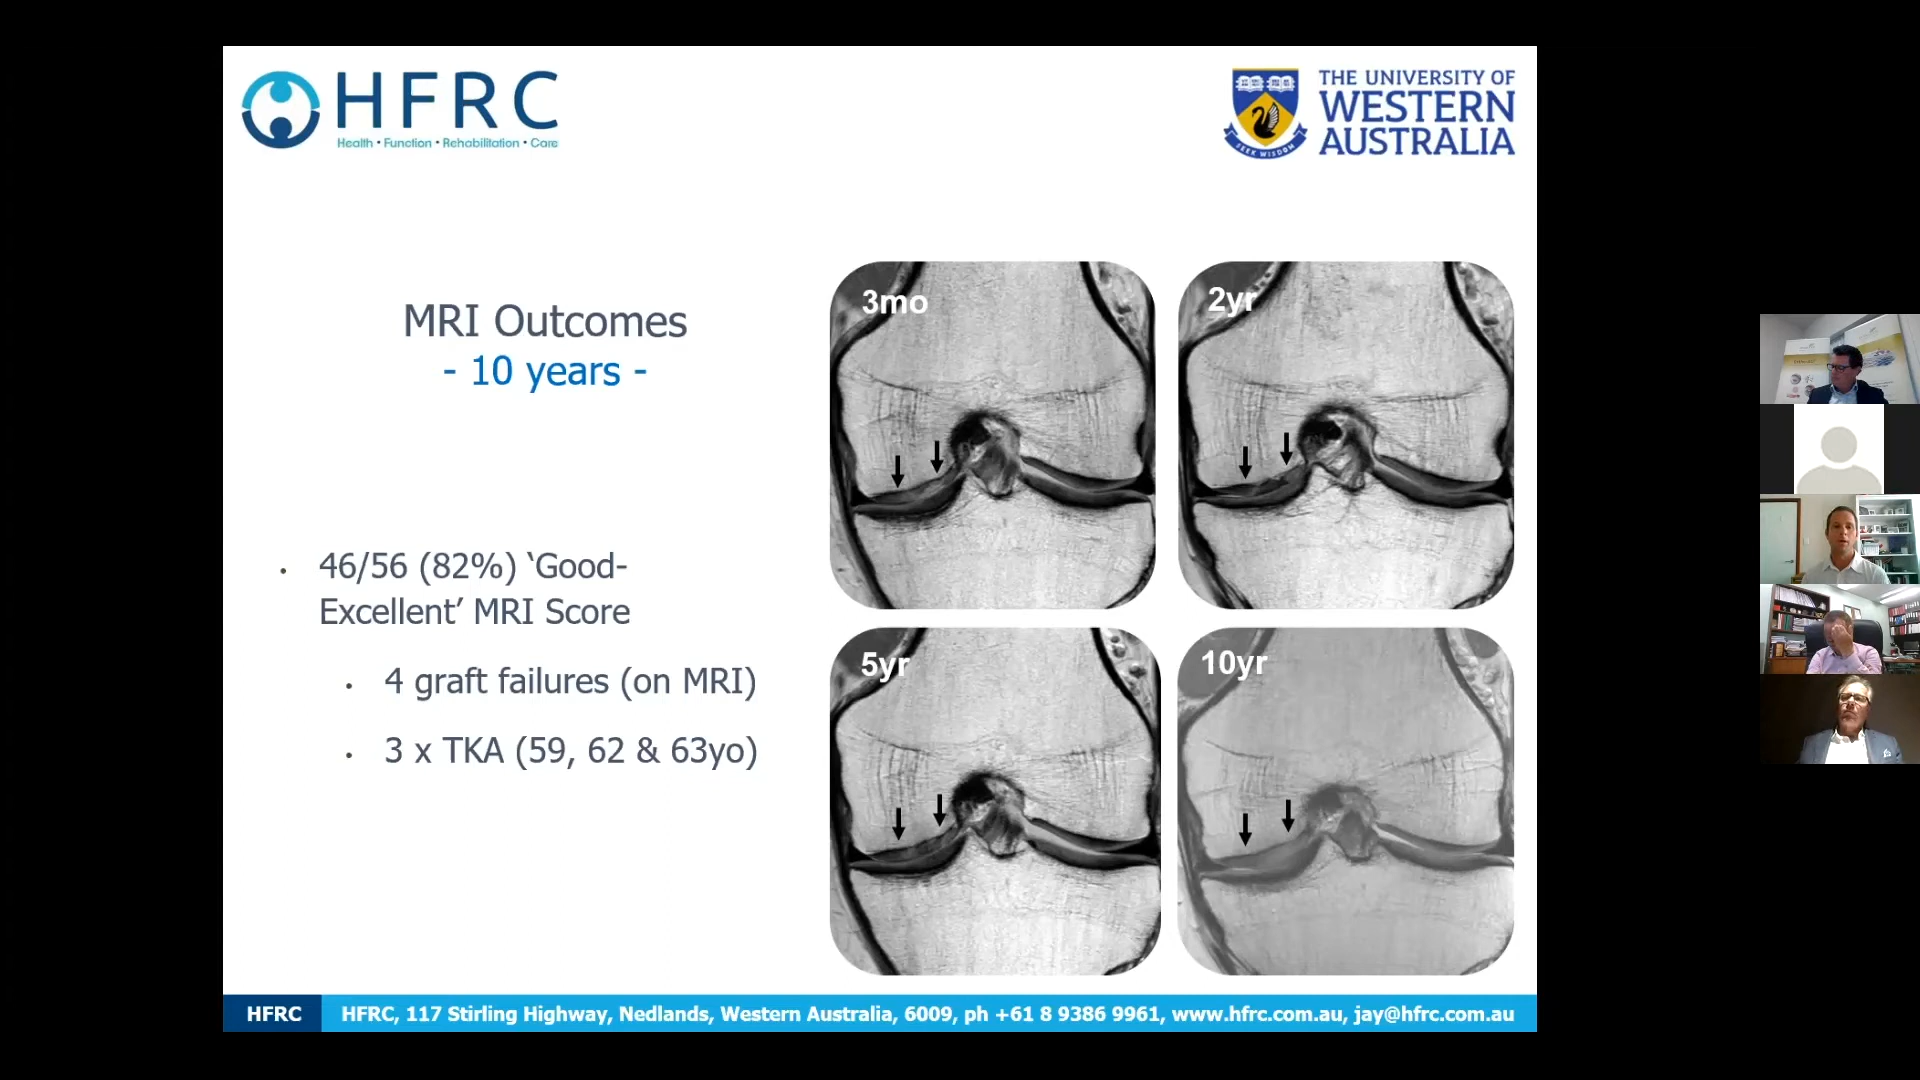 HFRC
Health • Function • Rehabilitation • Care
THE UNIVERSITY OF
WESTERN
AUSTRALIA
SEEK WISDOM
MRI Outcomes
- 10 years -
• 46/56 (82%) ‘Good-
Excellent’ MRI Score
• 4 graft failures (on MRI)
• 3 x TKA (59, 62 & 63yo)
3mo
2yr
5yr
10yr
HFRC
HFRC, 117 Stirling Highway, Nedlands, Western Australia, 6009, ph +61 8 9386 9961, www.hfrc.com.au, jay@hfrc.com.au